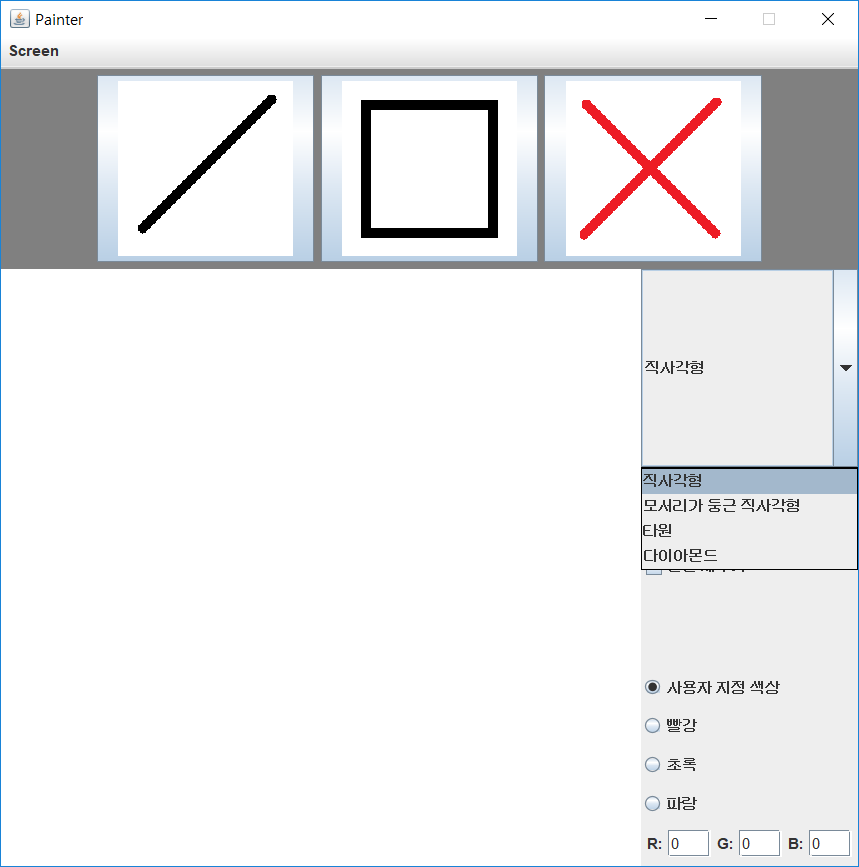 Painter
Screen
직사각형
직사각형
모서리가 둥근 직사각형
타원
다이아몬드
사용자 지정 색상
빨강
초록
파랑
R: 0 G: 0 B: 0